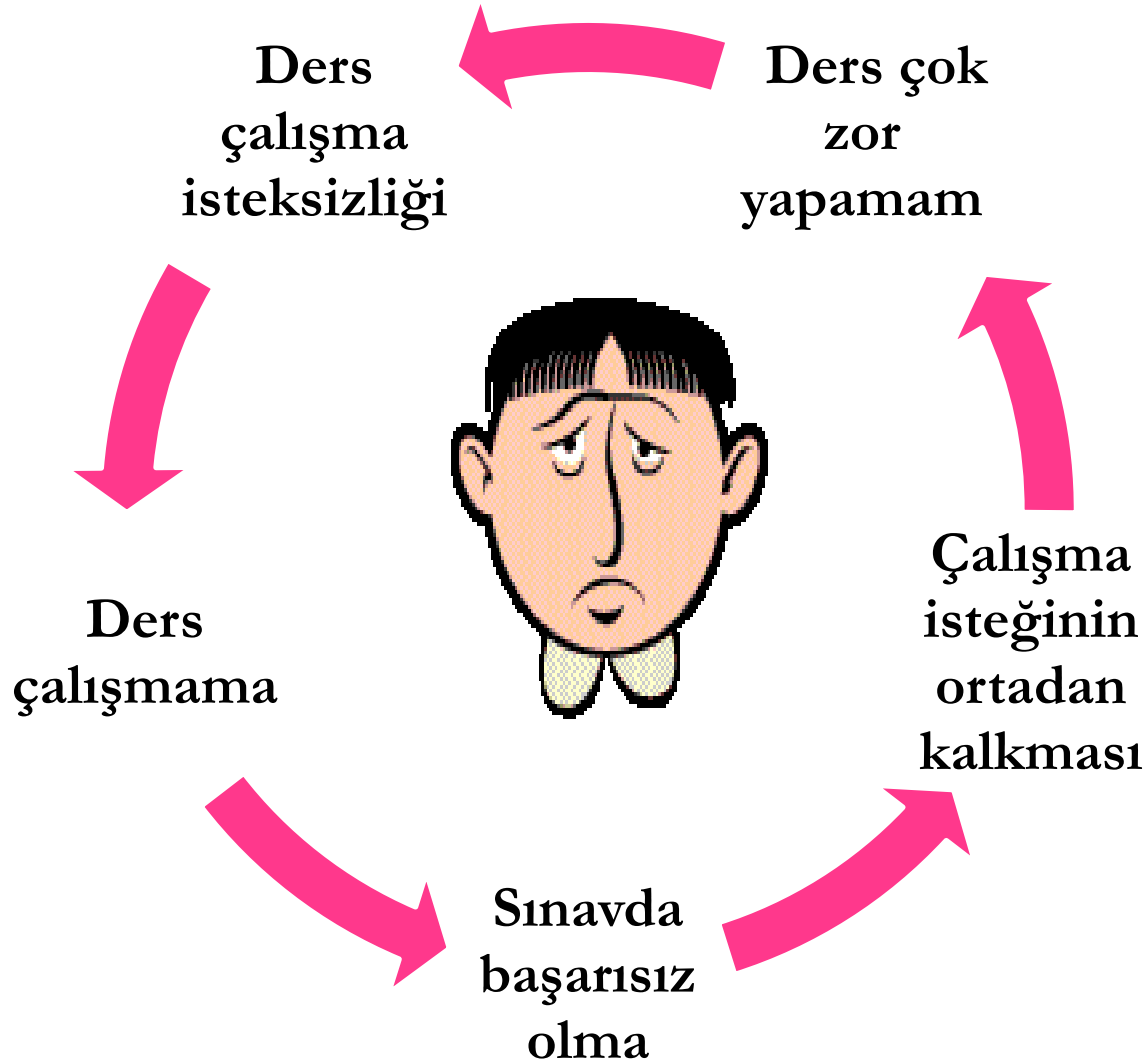 Ders
çalışma
isteksizliği
Ders çok
zor
yapamam
Ders
çalışmama
Çalışma
isteğinin
ortadan
kalkması
Sınavda
başarısız
olma